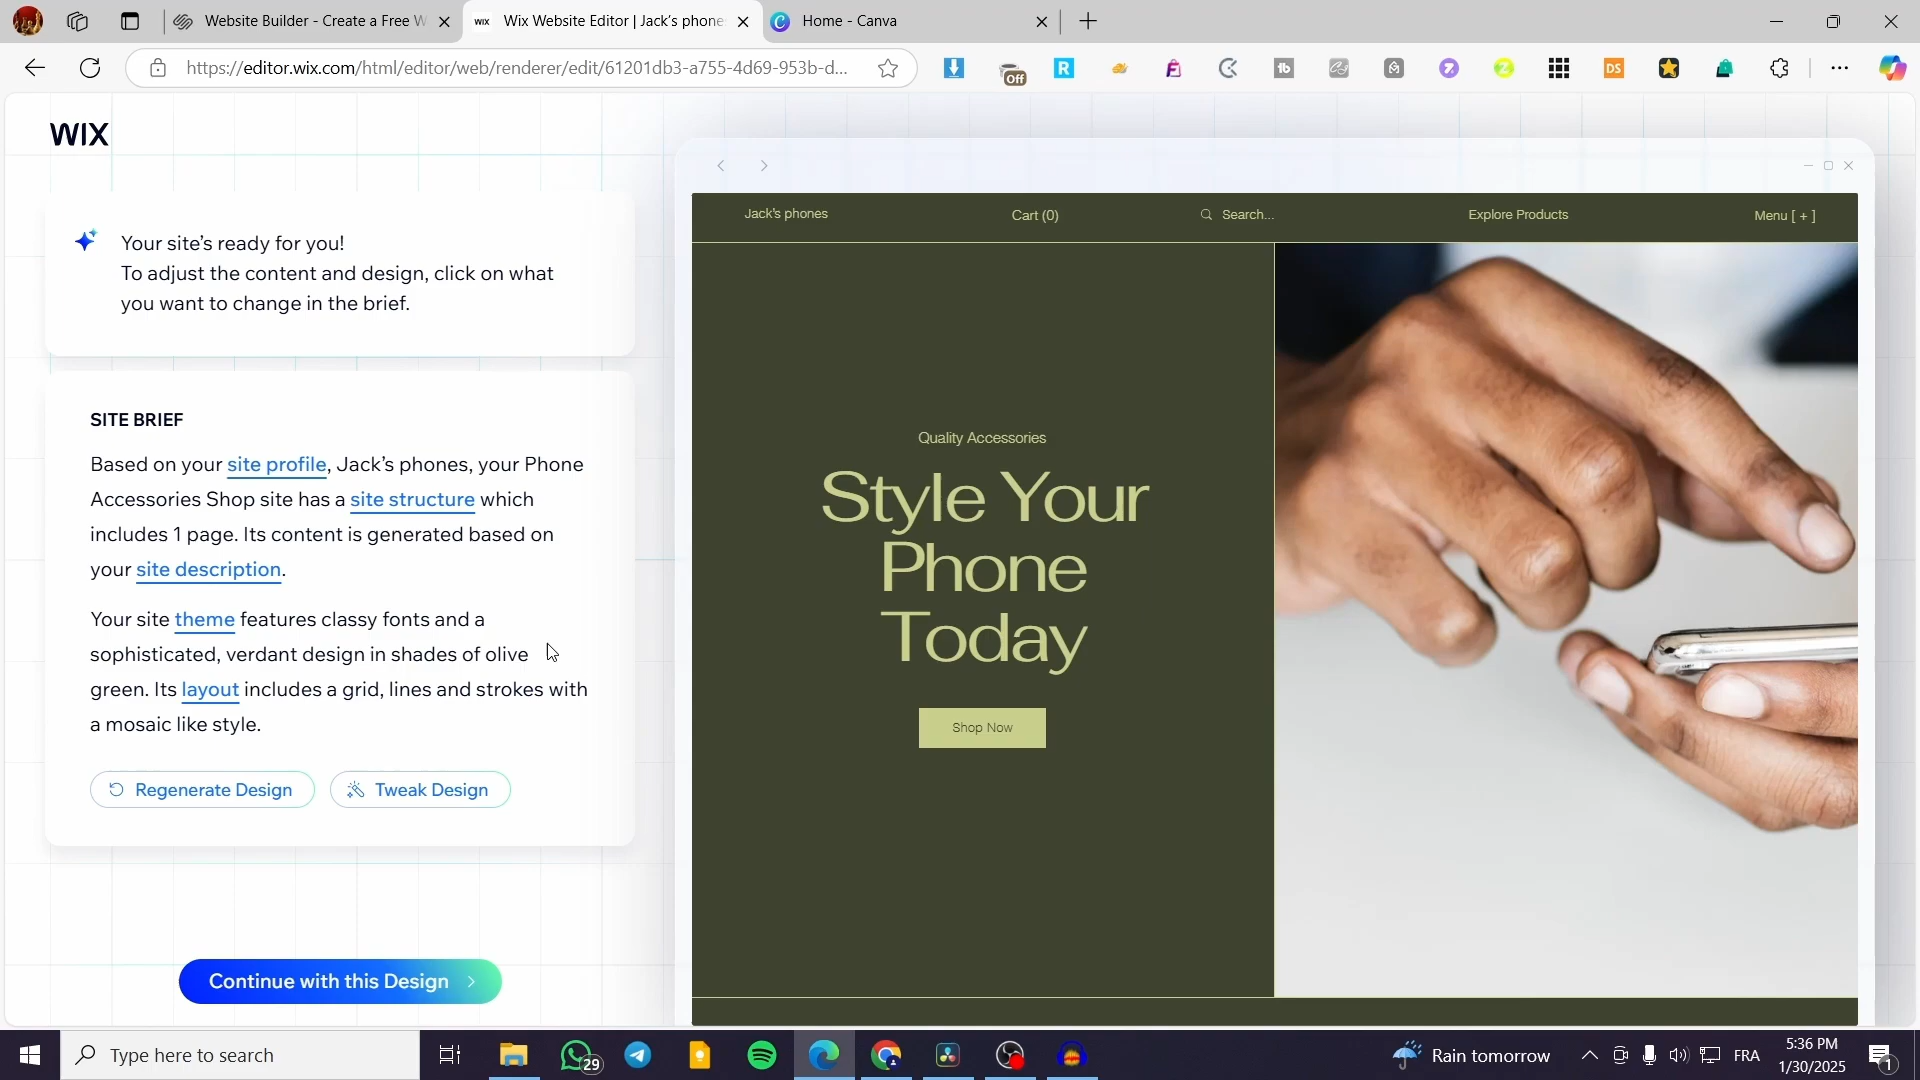 Website Builder - Create a Free W
WIX Wix Website Editor | Jack's phone
Home - Canva
https://editor.wix.com/html/editor/web/renderer/edit/61201db3-a755-4d69-953b-d...
Off
DS
WIX
Your site's ready for you!
To adjust the content and design, click on what
you want to change in the brief.
SITE BRIEF
Based on your site profile, Jack's phones, your Phone
Accessories Shop site has a site structure which
includes 1 page. Its content is generated based on
your site description.
Your site theme features classy fonts and a
sophisticated, verdant design in shades of olive
green. Its layout includes a grid, lines and strokes with
a mosaic like style.
Regenerate Design
Tweak Design
Continue with this Design
Jack's phones
Cart (0)
Search...
Explore Products
Menu [ + ]
Quality Accessories
Style Your
Phone
Today
Shop Now
Type here to search
29
Rain tomorrow
FRA
5:36 PM
1/30/2025
1